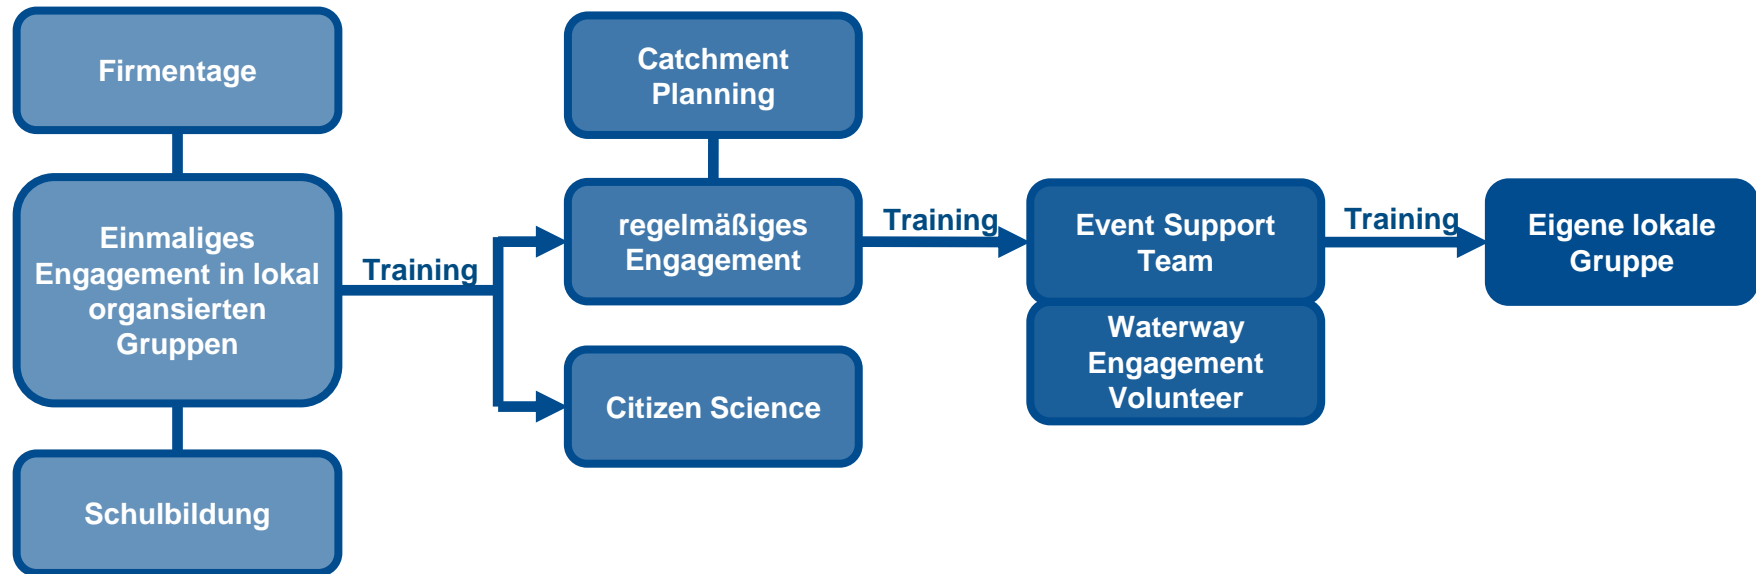 Firmentage
Einmaliges
Engagement in lokal
organsierten
Gruppen
Schulbildung
Training
Catchment
Planning
regelmäßiges
Engagement
Citizen Science
Training
Event Support
Team
Waterway
Engagement
Volunteer
Training
Eigene lokale
Gruppe